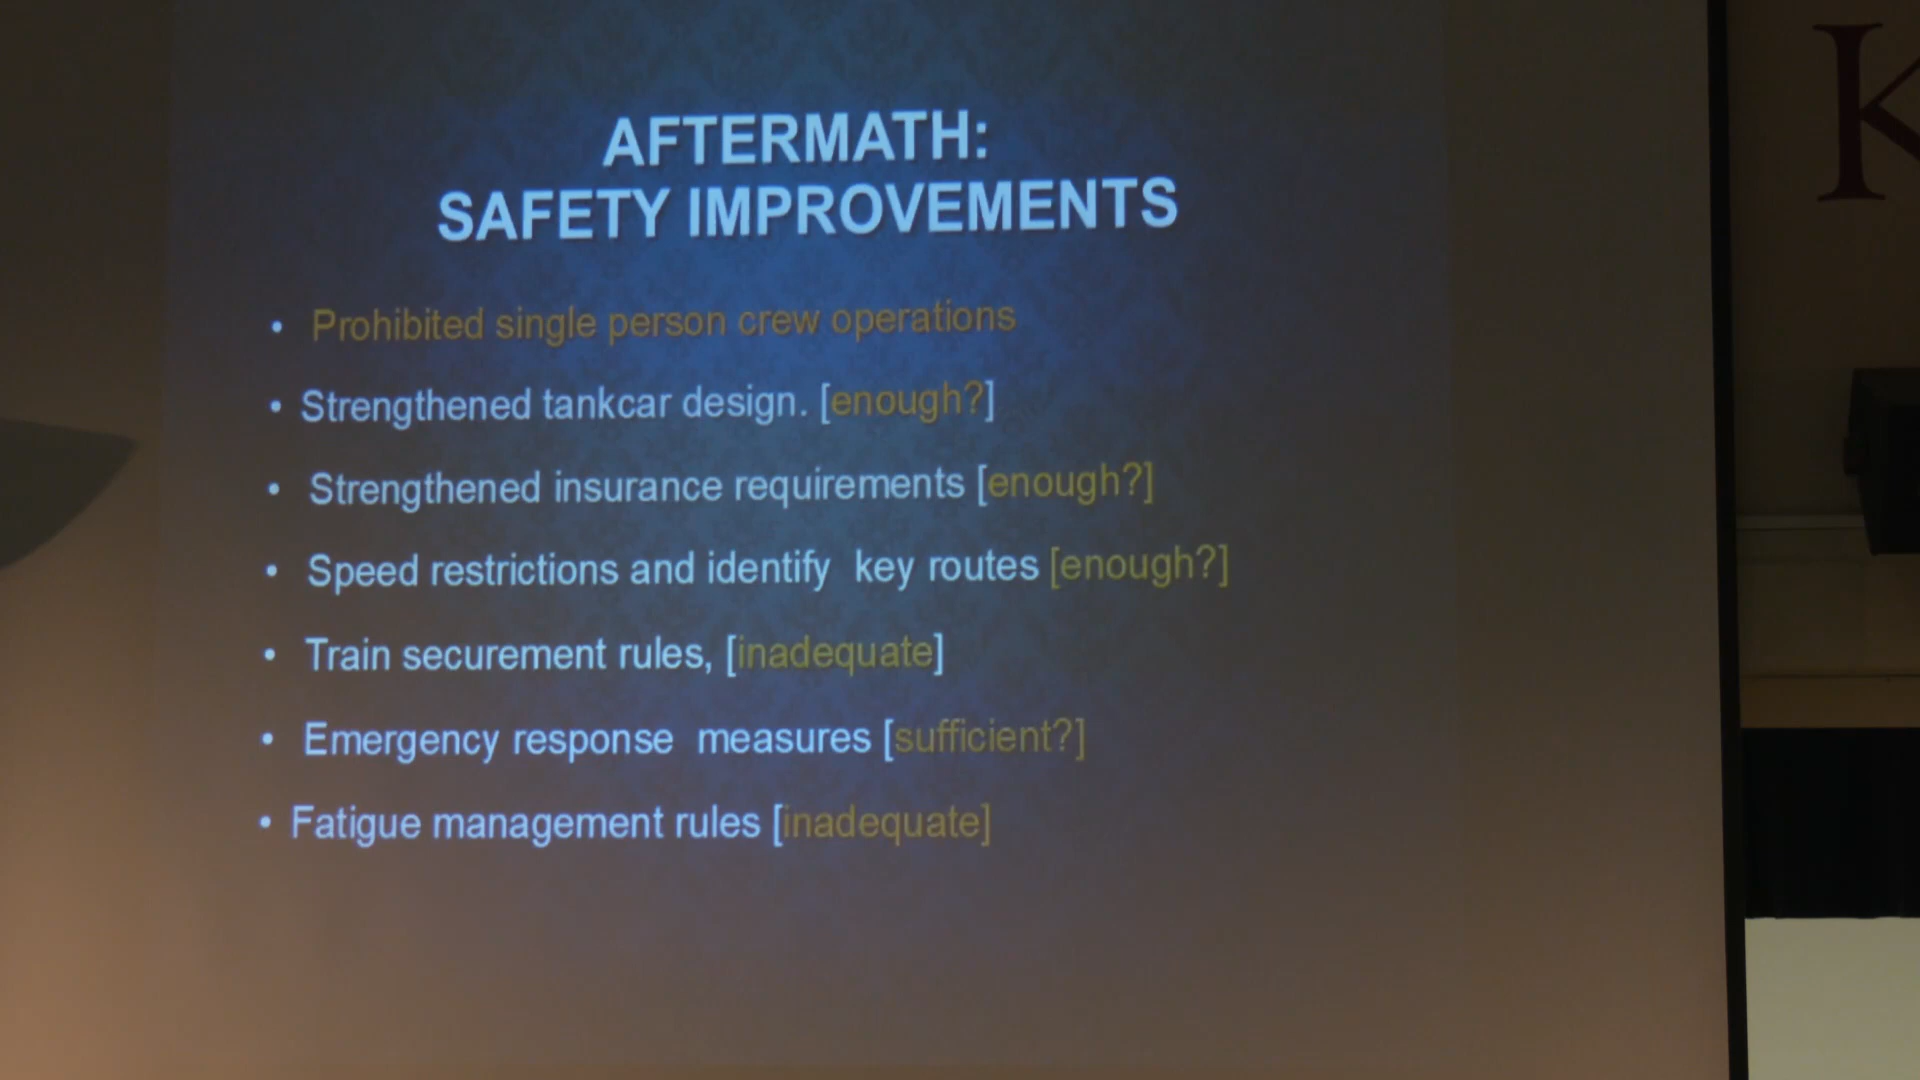 AFTERMATH:
SAFETY IMPROVEMENTS
• Prohibited single person crew operations
• Strengthened tankcar design. [enough?]
• Strengthened insurance requirements [enough?]
• Speed restrictions and identify key routes [enough?]
• Train securement rules, [inadequate]
• Emergency response measures [sufficient?]
• Fatigue management rules [inadequate]
K